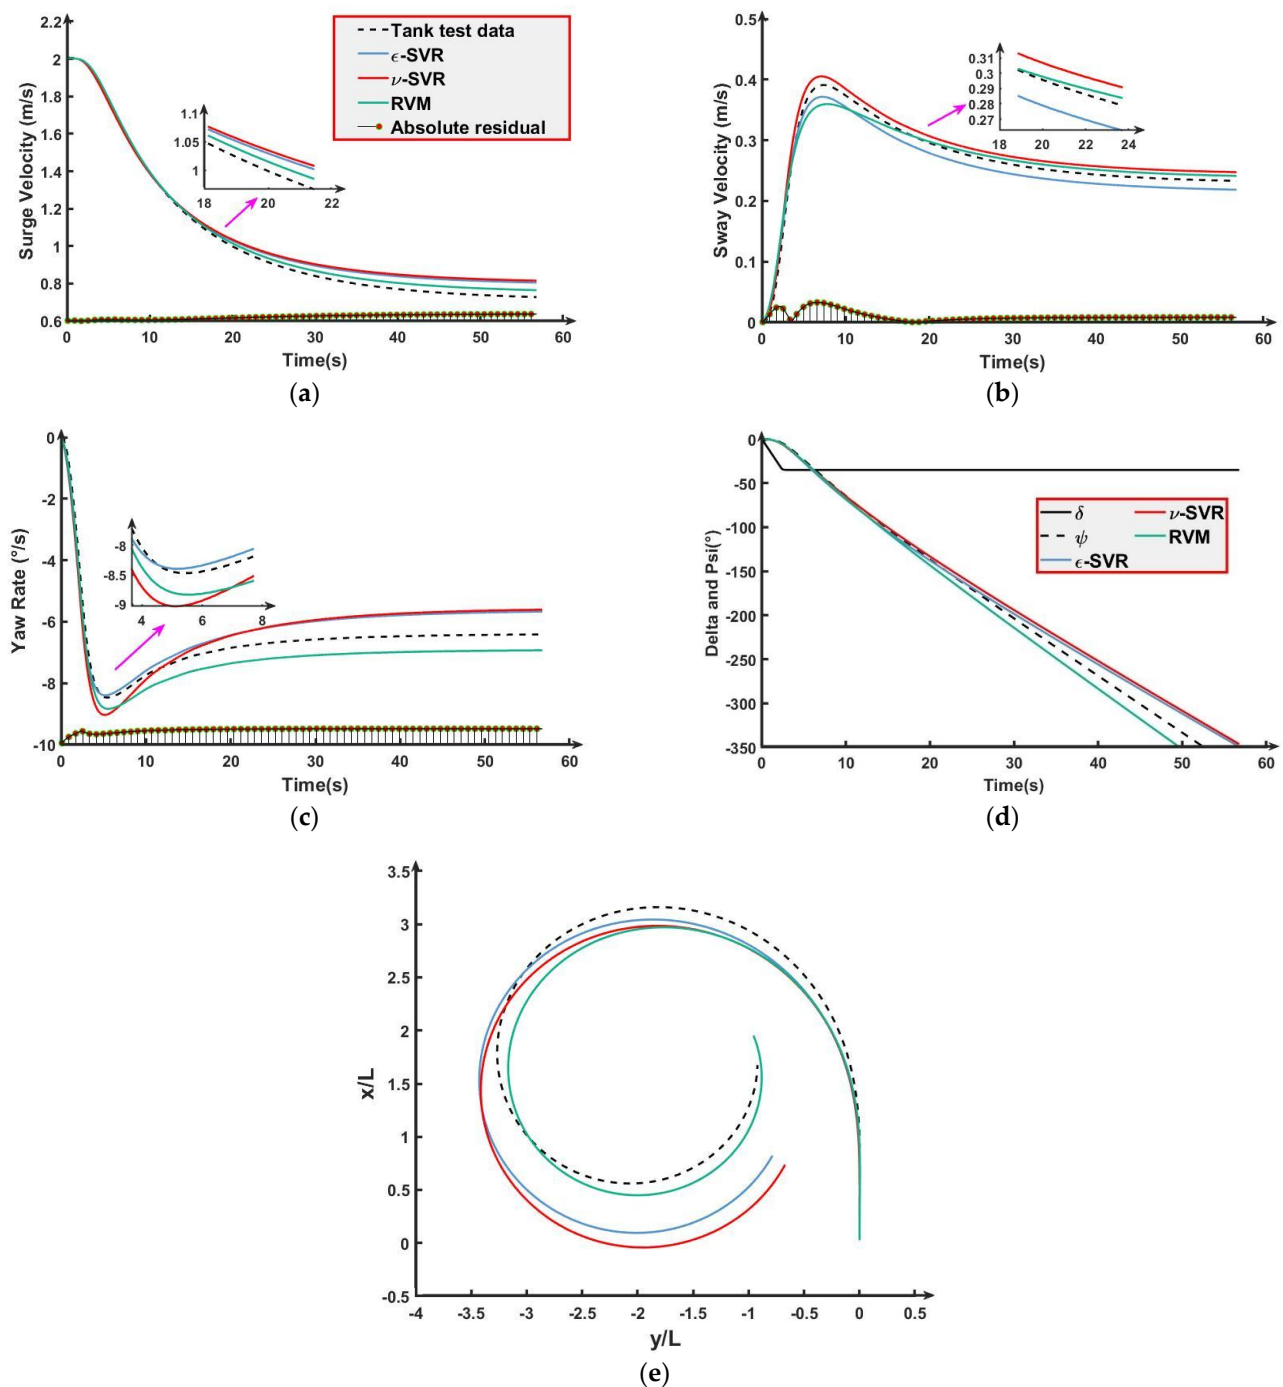 2.2
2
1.8
1.6
1.4
1.2
1
0.8
0.6
Surge Velocity (m/s)
Tank test data
ϵ-SVR
ν-SVR
RVM
Absolute residual
1.1
1.05
1
18 20 22
0 10 20 30 40 50 60
Time(s)
(a)
0.5
0.4
0.3
0.2
0.1
0
Sway Velocity (m/s)
0.31
0.3
0.29
0.28
0.27
18 20 22 24
0 10 20 30 40 50 60
Time(s)
(b)
0
-2
-4
-6
-8
-10
Yaw Rate (°/s)
-8
-8.5
-9
4 6 8
0 10 20 30 40 50 60
Time(s)
(c)
0
-50
-100
-150
-200
-250
-300
-350
Delta and Psi(°)
δ
ψ
ϵ-SVR
ν-SVR
RVM
0 10 20 30 40 50 60
Time(s)
(d)
3.5
3
2.5
2
1.5
1
0.5
0
-0.5
x/L
-4 -3.5 -3 -2.5 -2 -1.5 -1 -0.5 0 0.5
y/L
(e)